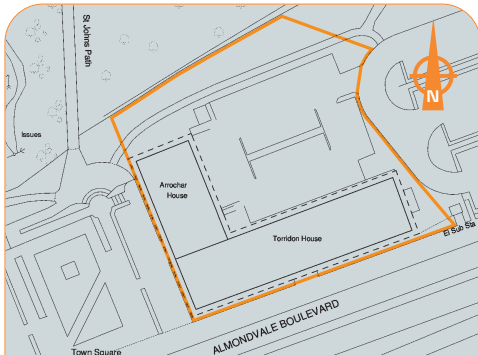 St Johns Path
N
Issues
Arrochar
House
Torridon House
El Sub Sta
ALMONDVALE BOULEVARD
Town Square